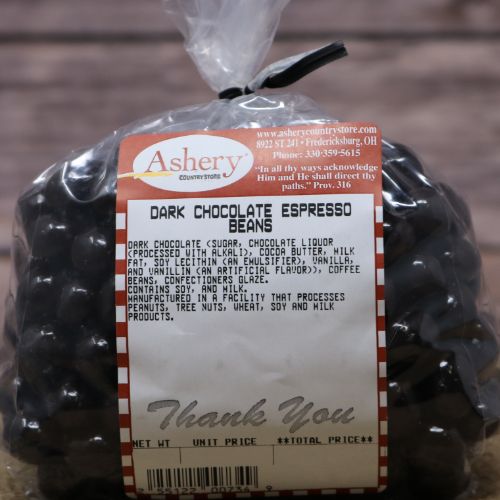 www.asherycountrystore.com
8922 ST 241 • Fredericksburg, OH
Phone: 330-359-5615
"In all thy ways acknowledge
Him and He shall direct thy
paths." Prov. 316
Ashery
COUNTRY STORE
DARK CHOCOLATE ESPRESSO
BEANS
DARK CHOCOLATE (SUGAR, CHOCOLATE LIQUOR
(PROCESSED WITH ALKALI), COCOA BUTTER, MILK
FAT, SOY LECITHIN (AN EMULSIFIER), VANILLA,
AND VANILLIN (AN ARTIFICIAL FLAVOR)), COFFEE
BEANS, CONFECTIONERS GLAZE.
CONTAINS SOY, AND MILK.
MANUFACTURED IN A FACILITY THAT PROCESSES
PEANUTS, TREE NUTS, WHEAT, SOY AND MILK
PRODUCTS.
Thank You
NET WT UNIT PRICE **TOTAL PRICE**